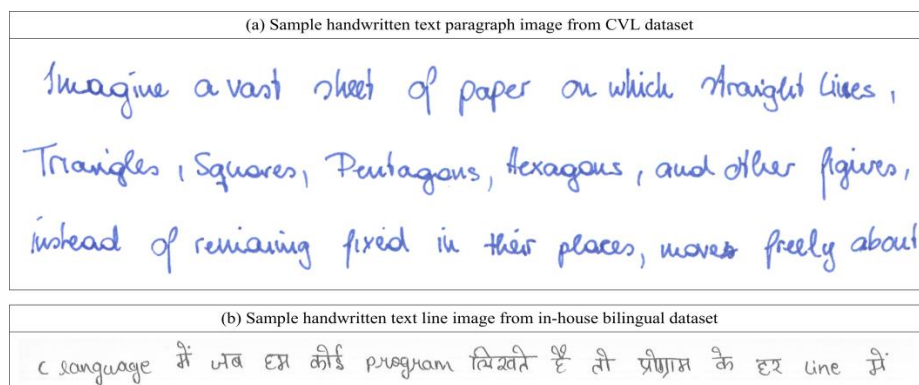 (a) Sample handwritten text paragraph image from CVL dataset
Imagine a vast sheet of paper on which straight Lines,
Triangles, Squares, Pentagons, Hexagons, and other figives,
instead of remianing fixed in their places, moves freely about
(b) Sample handwritten text line image from in-house bilingual dataset
c language में जब हम कोई program लिखते है तो प्रोग्राम के हर line में